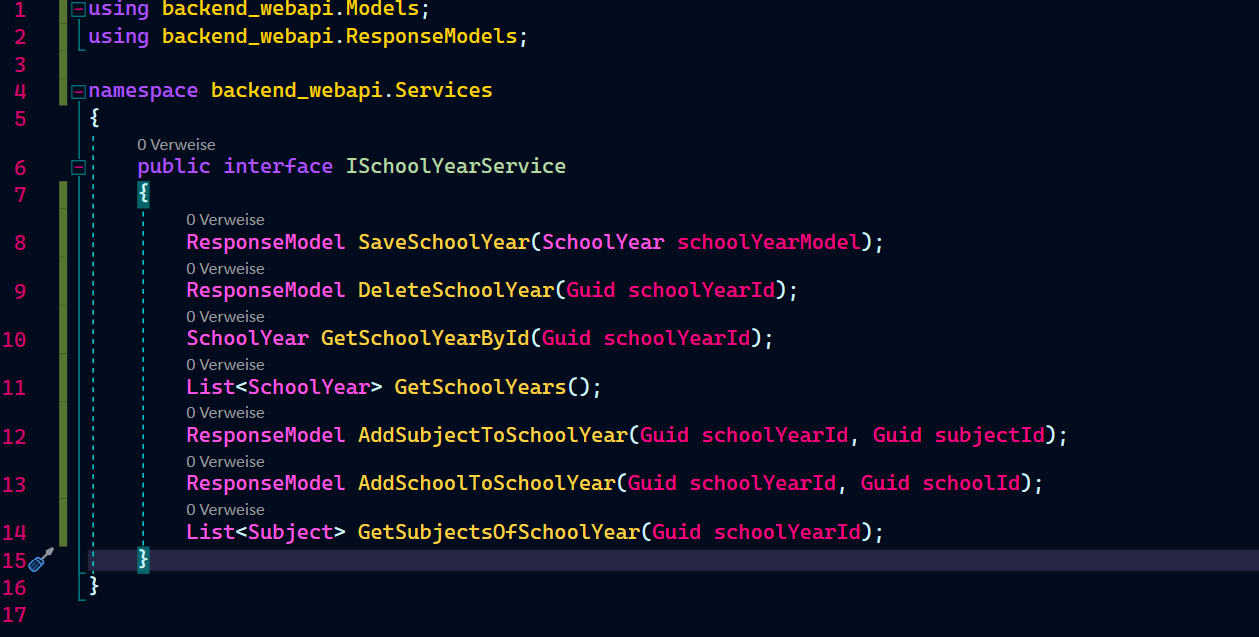 1 using backend_webapi.Models;
2 using backend_webapi.ResponseModels;
3
4 namespace backend_webapi.Services
5 {
0 Verweise
6 public interface ISchoolYearService
7 {
0 Verweise
8 ResponseModel SaveSchoolYear(SchoolYear schoolYearModel);
0 Verweise
9 ResponseModel DeleteSchoolYear(Guid schoolYearId);
0 Verweise
10 SchoolYear GetSchoolYearById(Guid schoolYearId);
0 Verweise
11 List<SchoolYear> GetSchoolYears();
0 Verweise
12 ResponseModel AddSubjectToSchoolYear(Guid schoolYearId, Guid subjectId);
0 Verweise
13 ResponseModel AddSchoolToSchoolYear(Guid schoolYearId, Guid schoolId);
0 Verweise
14 List<Subject> GetSubjectsOfSchoolYear(Guid schoolYearId);
15 }
16 }
17